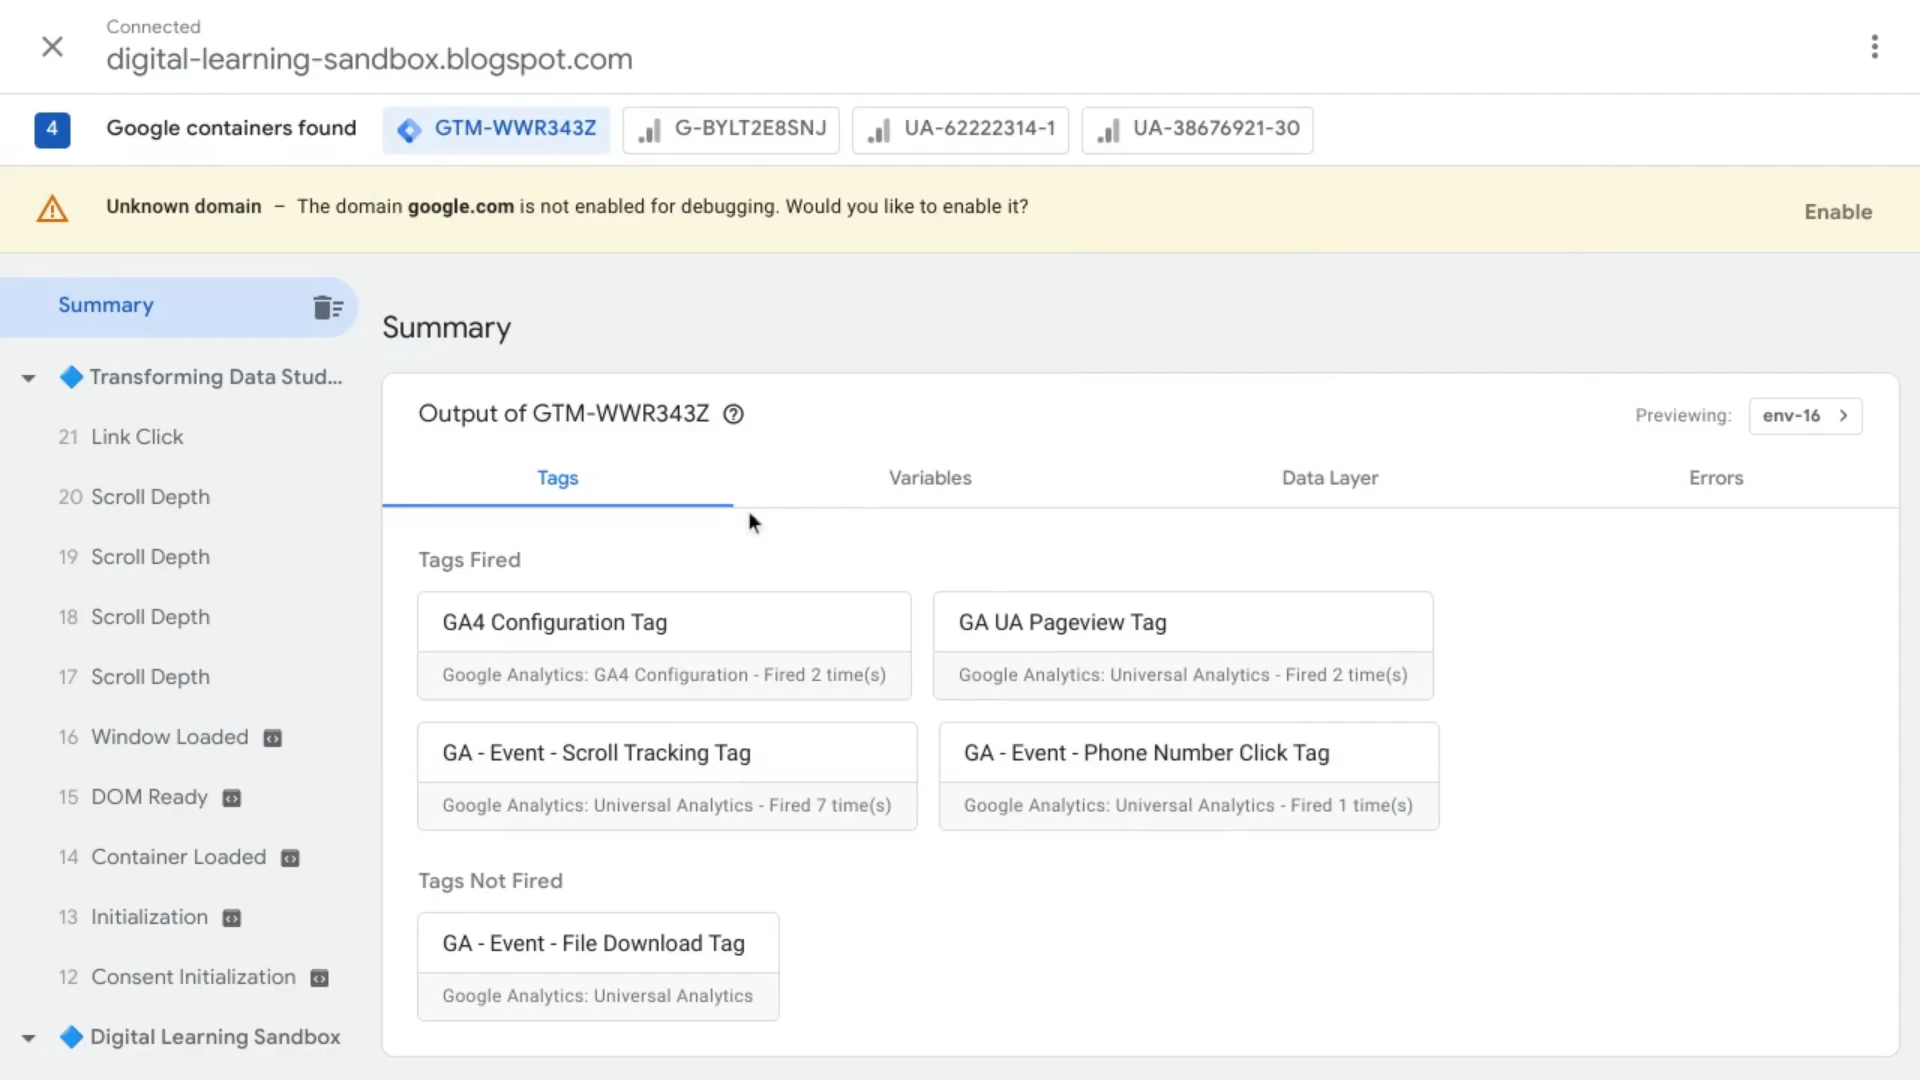 Connected
digital-learning-sandbox.blogspot.com
4 Google containers found GTM-WWR343Z G-BYLT2E8SNJ UA-62222314-1 UA-38676921-30
Unknown domain – The domain google.com is not enabled for debugging. Would you like to enable it?
Enable
Summary
Transforming Data Stud...
21 Link Click
20 Scroll Depth
19 Scroll Depth
18 Scroll Depth
17 Scroll Depth
16 Window Loaded
15 DOM Ready
14 Container Loaded
13 Initialization
12 Consent Initialization
Digital Learning Sandbox
Summary
Output of GTM-WWR343Z
Previewing: env-16
Tags Variables Data Layer Errors
Tags Fired
GA4 Configuration Tag
Google Analytics: GA4 Configuration - Fired 2 time(s)
GA UA Pageview Tag
Google Analytics: Universal Analytics - Fired 2 time(s)
GA - Event - Scroll Tracking Tag
Google Analytics: Universal Analytics - Fired 7 time(s)
GA - Event - Phone Number Click Tag
Google Analytics: Universal Analytics - Fired 1 time(s)
Tags Not Fired
GA - Event - File Download Tag
Google Analytics: Universal Analytics